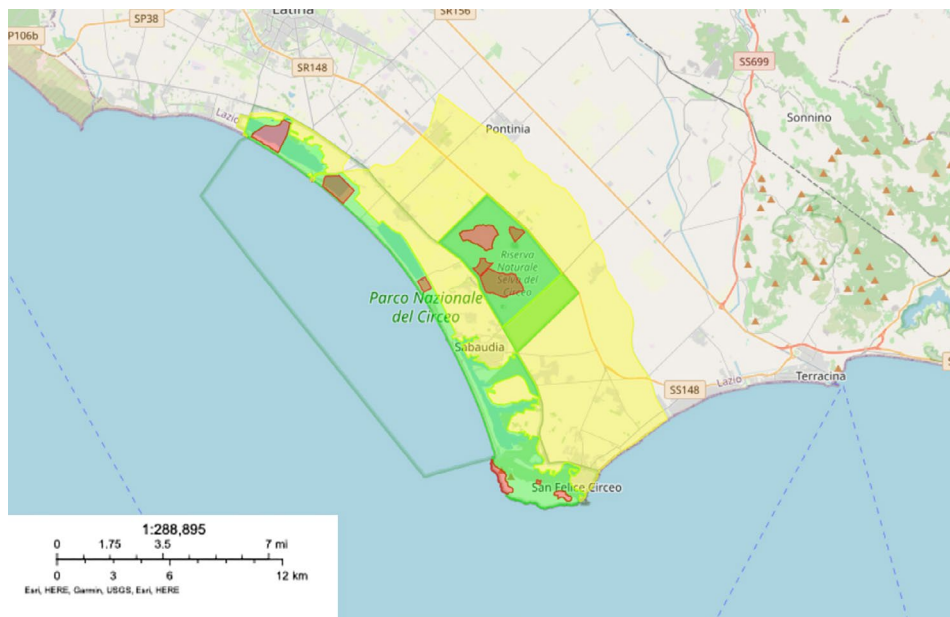 Latina
SR156
SP38
P106b
SR148
SS699
Sonnino
Pontinia
Lazio
Riserva
Naturale
Selva del
Circeo
Parco Nazionale
del Circeo
Sabaudia
Terracina
Lazio
SS148
San Felice Circeo
1:288,895
0 1.75 3.5 7 mi
0 3 6 12 km
Esri, HERE, Garmin, USGS, Esri, HERE